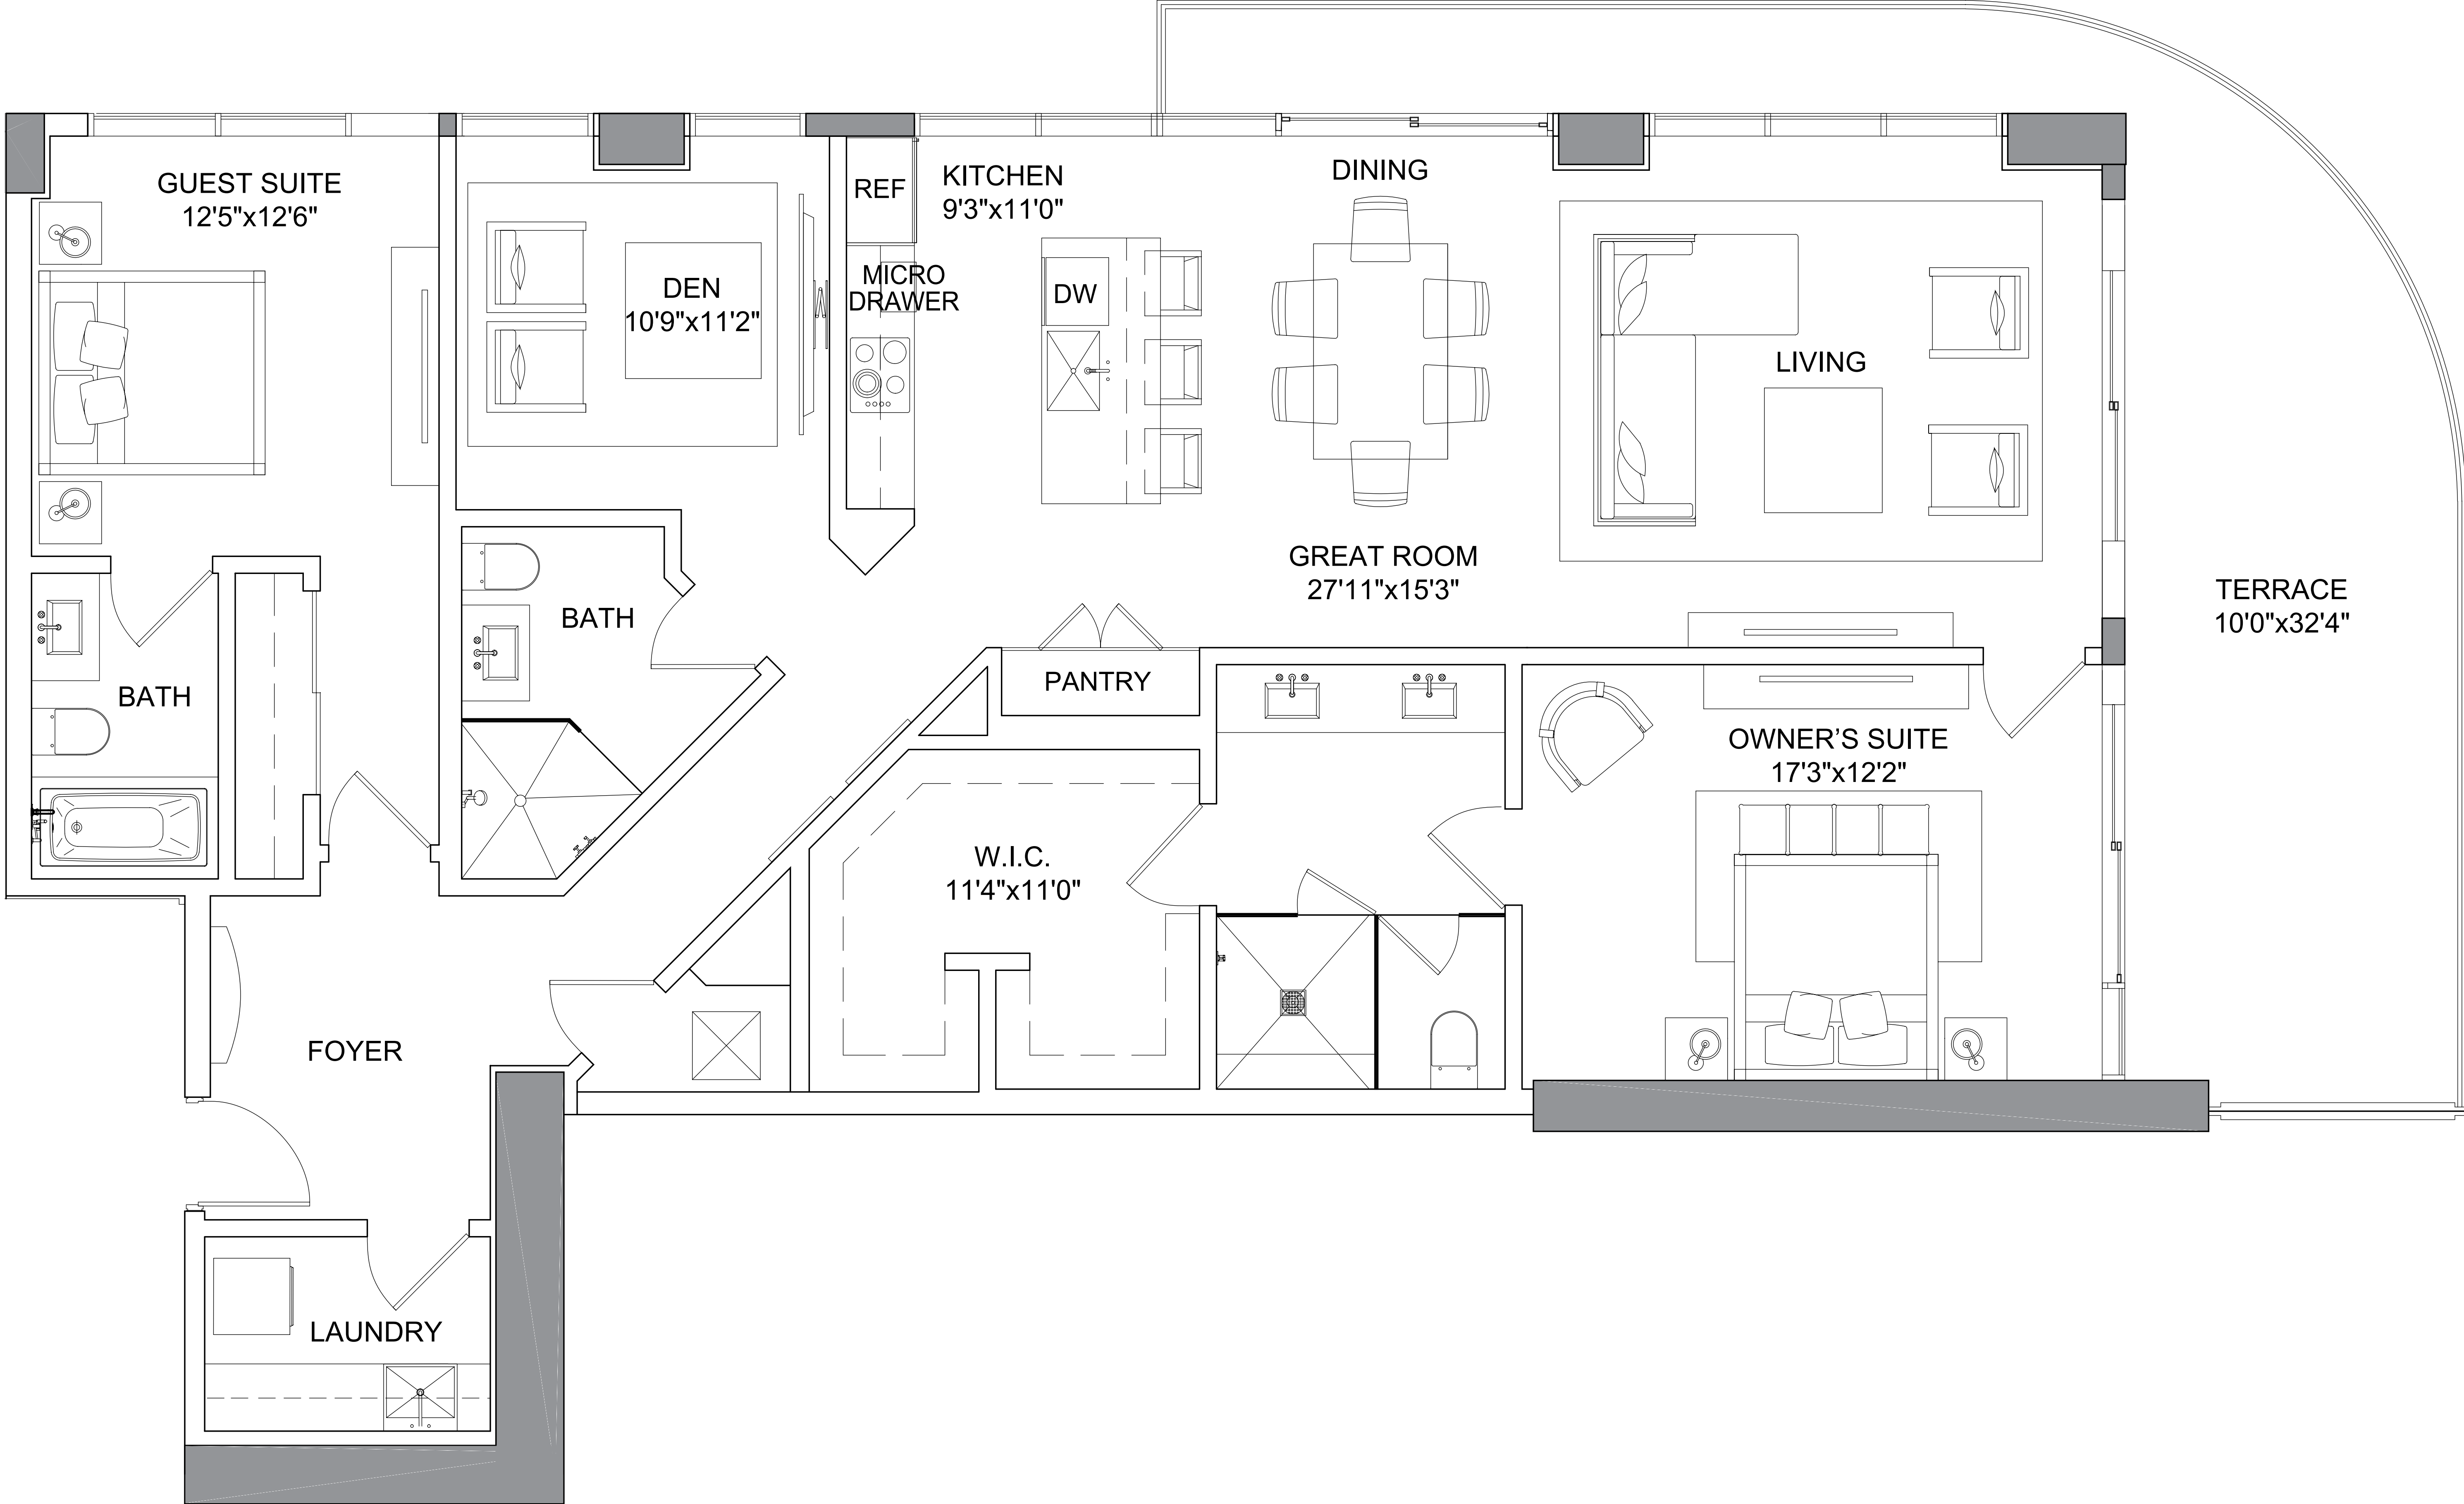 GUEST SUITE
12'5"x12'6"
DEN
10'9"x11'2"
REF
KITCHEN
9'3"x11'0"
MICRO
DRAWER
DW
DINING
LIVING
GREAT ROOM
27'11"x15'3"
TERRACE
10'0"x32'4"
BATH
BATH
PANTRY
OWNER'S SUITE
17'3"x12'2"
W.I.C.
11'4"x11'0"
FOYER
LAUNDRY